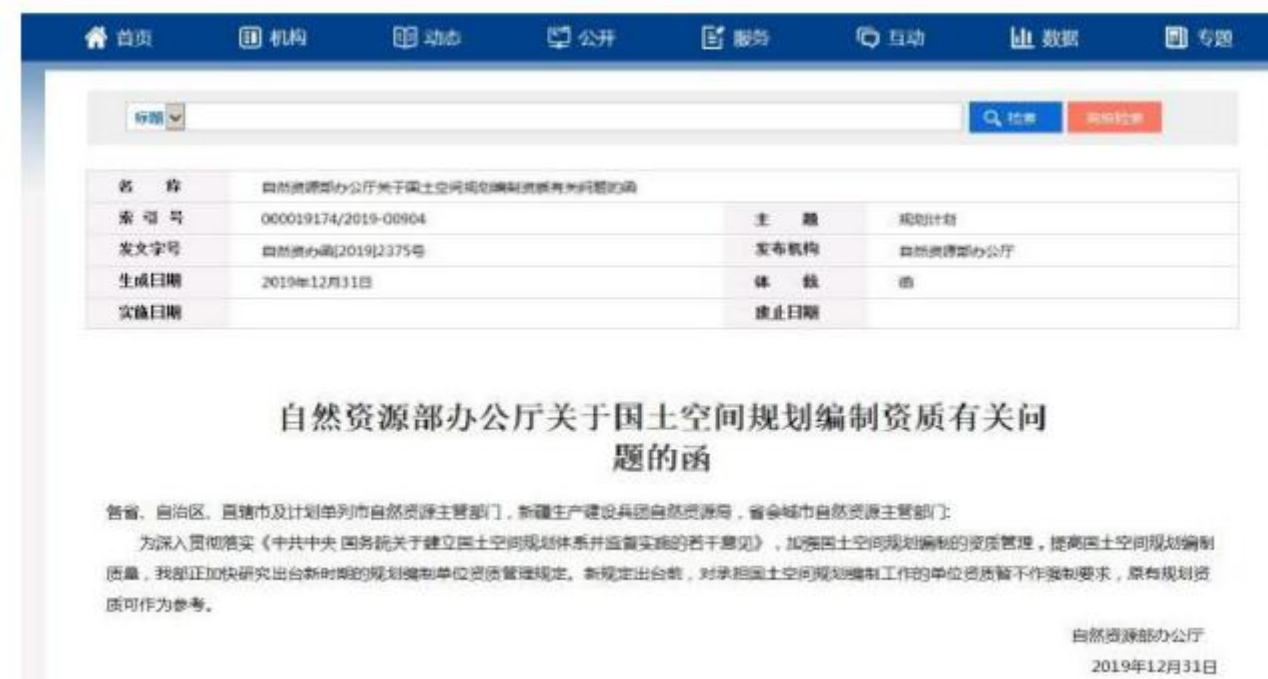 首页 机构 动态 公开 服务 互动 数据 专题
标题 检索 高级检索
名 称 自然资源部办公厅关于国土空间规划编制资质有关问题的函
索 引 号 000019174/2019-00904 主 题 规划计划
发文字号 自然资办函[2019]2375号 发布机构 自然资源部办公厅
生成日期 2019年12月31日 体 裁 函
实施日期 废止日期
自然资源部办公厅关于国土空间规划编制资质有关问
题的函
各省、自治区、直辖市及计划单列市自然资源主管部门，新疆生产建设兵团自然资源局，省会城市自然资源主管部门：
为深入贯彻落实《中共中央 国务院关于建立国土空间规划体系并监督实施的若干意见》，加强国土空间规划编制的资质管理，提高国土空间规划编制
质量，我部正加快研究出台新时期的规划编制单位资质管理规定。新规定出台前，对承担国土空间规划编制工作的单位资质暂不作强制要求，原有规划资
质可作为参考。
自然资源部办公厅
2019年12月31日